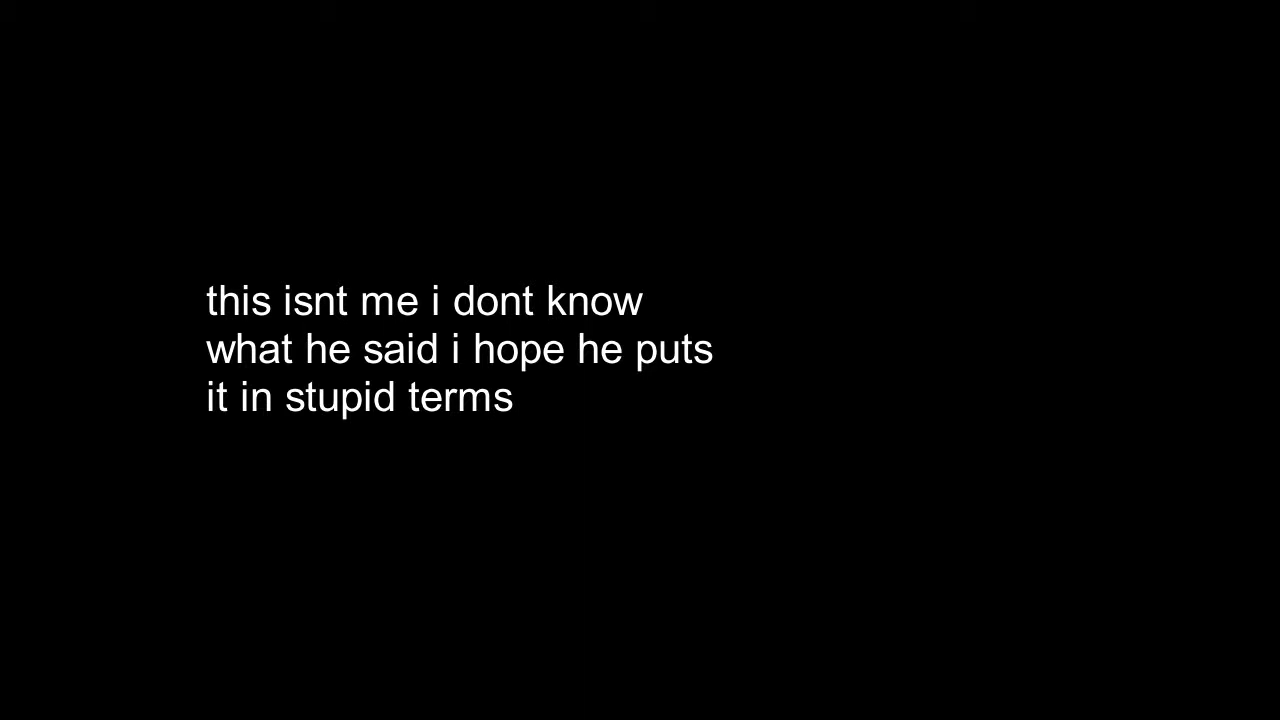 this isnt me i dont know
what he said i hope he puts
it in stupid terms